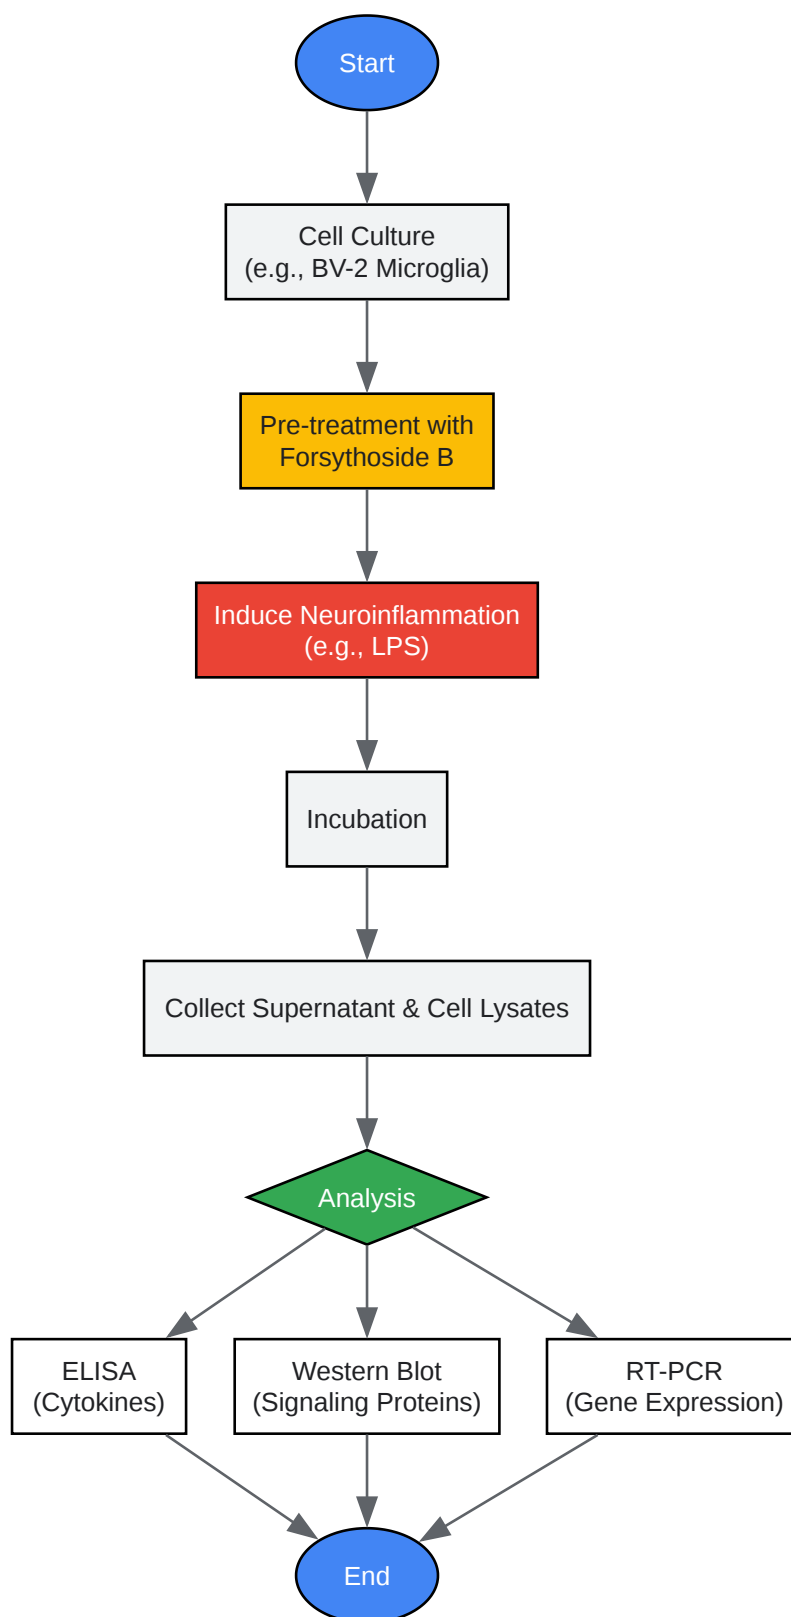 Start
Cell Culture
(e.g., BV-2 Microglia)
Pre-treatment with
Forsythoside B
Induce Neuroinflammation
(e.g., LPS)
Incubation
Collect Supernatant & Cell Lysates
Analysis
ELISA
(Cytokines)
Western Blot
(Signaling Proteins)
RT-PCR
(Gene Expression)
End